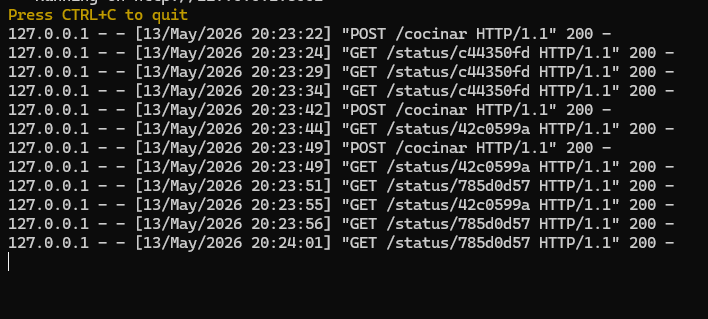 Press CTRL+C to quit
127.0.0.1 - - [13/May/2026 20:23:22] "POST /cocinar HTTP/1.1" 200 -
127.0.0.1 - - [13/May/2026 20:23:24] "GET /status/c44350fd HTTP/1.1" 200 -
127.0.0.1 - - [13/May/2026 20:23:29] "GET /status/c44350fd HTTP/1.1" 200 -
127.0.0.1 - - [13/May/2026 20:23:34] "GET /status/c44350fd HTTP/1.1" 200 -
127.0.0.1 - - [13/May/2026 20:23:42] "POST /cocinar HTTP/1.1" 200 -
127.0.0.1 - - [13/May/2026 20:23:44] "GET /status/42c0599a HTTP/1.1" 200 -
127.0.0.1 - - [13/May/2026 20:23:49] "POST /cocinar HTTP/1.1" 200 -
127.0.0.1 - - [13/May/2026 20:23:49] "GET /status/42c0599a HTTP/1.1" 200 -
127.0.0.1 - - [13/May/2026 20:23:51] "GET /status/785d0d57 HTTP/1.1" 200 -
127.0.0.1 - - [13/May/2026 20:23:55] "GET /status/42c0599a HTTP/1.1" 200 -
127.0.0.1 - - [13/May/2026 20:23:56] "GET /status/785d0d57 HTTP/1.1" 200 -
127.0.0.1 - - [13/May/2026 20:24:01] "GET /status/785d0d57 HTTP/1.1" 200 -